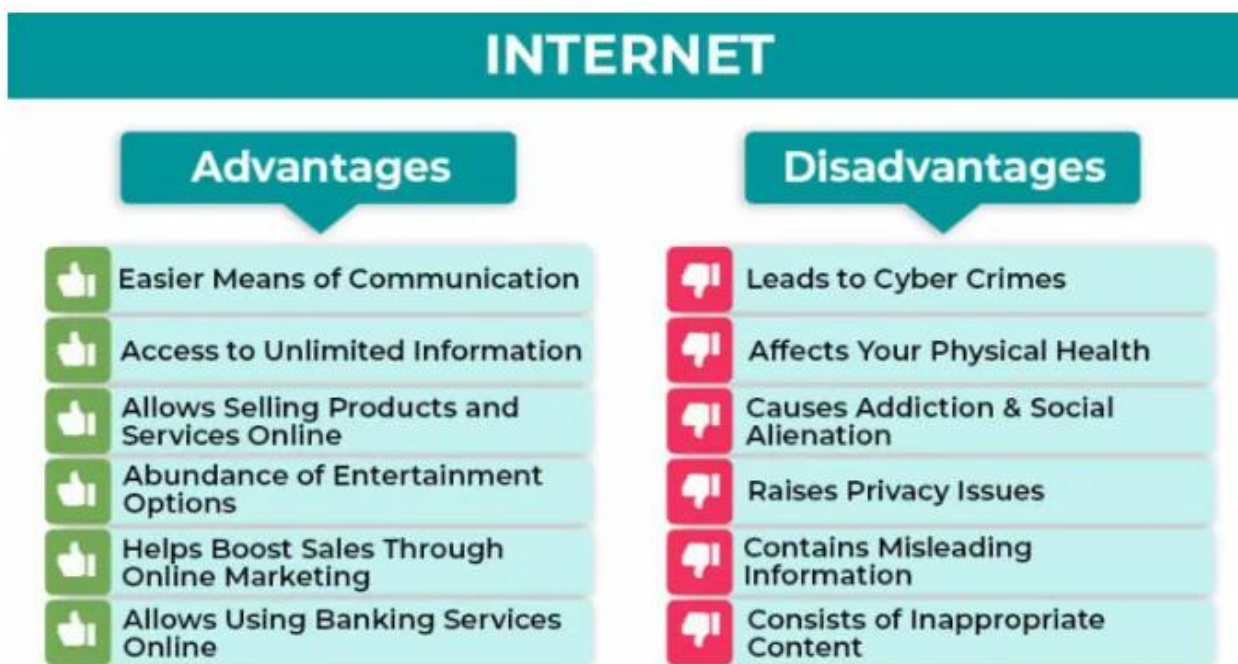 INTERNET
Advantages
Easier Means of Communication
Access to Unlimited Information
Allows Selling Products and
Services Online
Abundance of Entertainment
Options
Helps Boost Sales Through
Online Marketing
Allows Using Banking Services
Online
Disadvantages
Leads to Cyber Crimes
Affects Your Physical Health
Causes Addiction & Social
Alienation
Raises Privacy Issues
Contains Misleading
Information
Consists of Inappropriate
Content